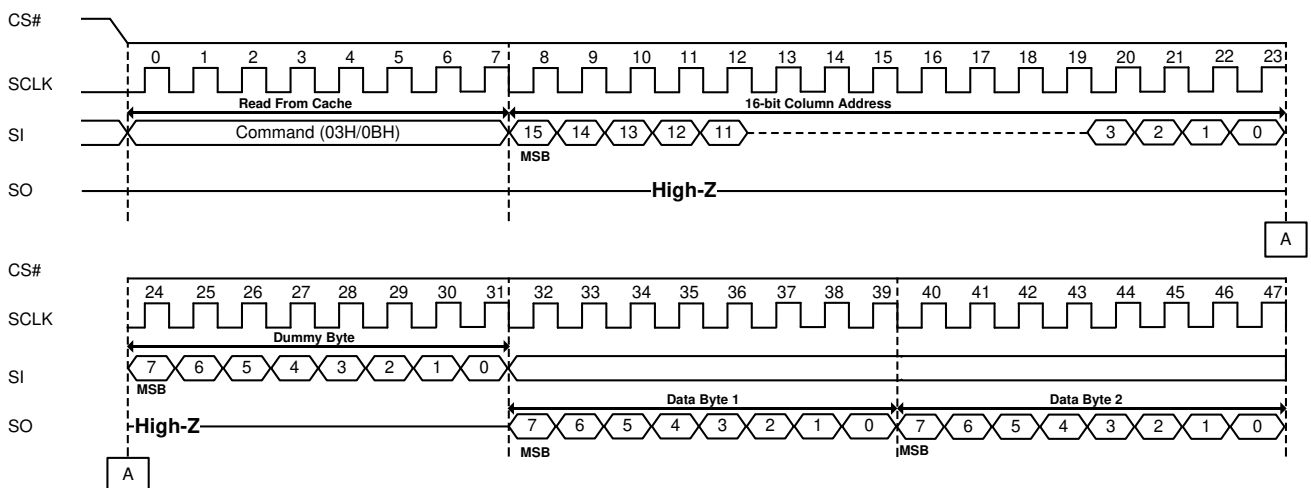 CS#
0 1 2 3 4 5 6 7 8 9 10 11 12 13 14 15 16 17 18 19 20 21 22 23
SCLK
Read From Cache 16-bit Column Address
SI Command (03H/0BH) 15 14 13 12 11 3 2 1 0
MSB
SO High-Z
A
CS#
24 25 26 27 28 29 30 31 32 33 34 35 36 37 38 39 40 41 42 43 44 45 46 47
SCLK
Dummy Byte
SI 7 6 5 4 3 2 1 0
MSB
Data Byte 1 Data Byte 2
SO High-Z 7 6 5 4 3 2 1 0 7 6 5 4 3 2 1 0
MSB MSB
A